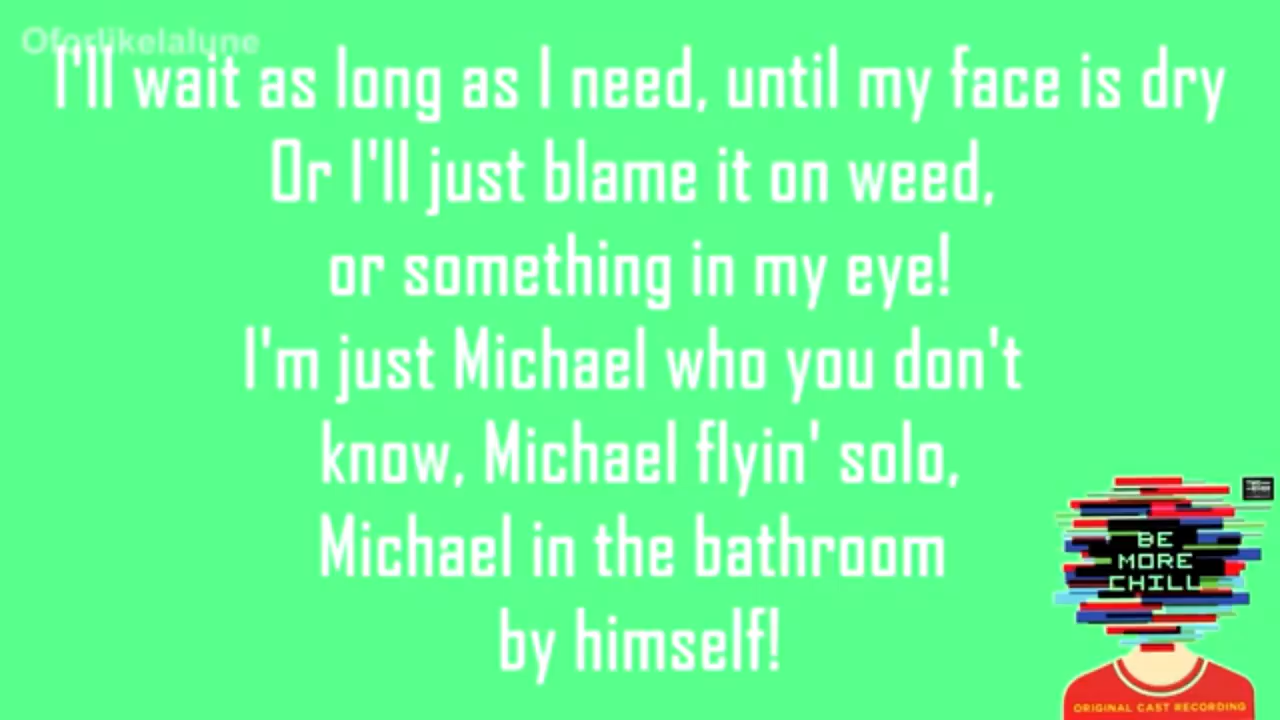 Oforlikelalune
I'll wait as long as I need, until my face is dry
Or I'll just blame it on weed,
or something in my eye!
I'm just Michael who you don't
know, Michael flyin' solo,
Michael in the bathroom
by himself!
BE
MORE
CHILL
ORIGINAL CAST RECORDING